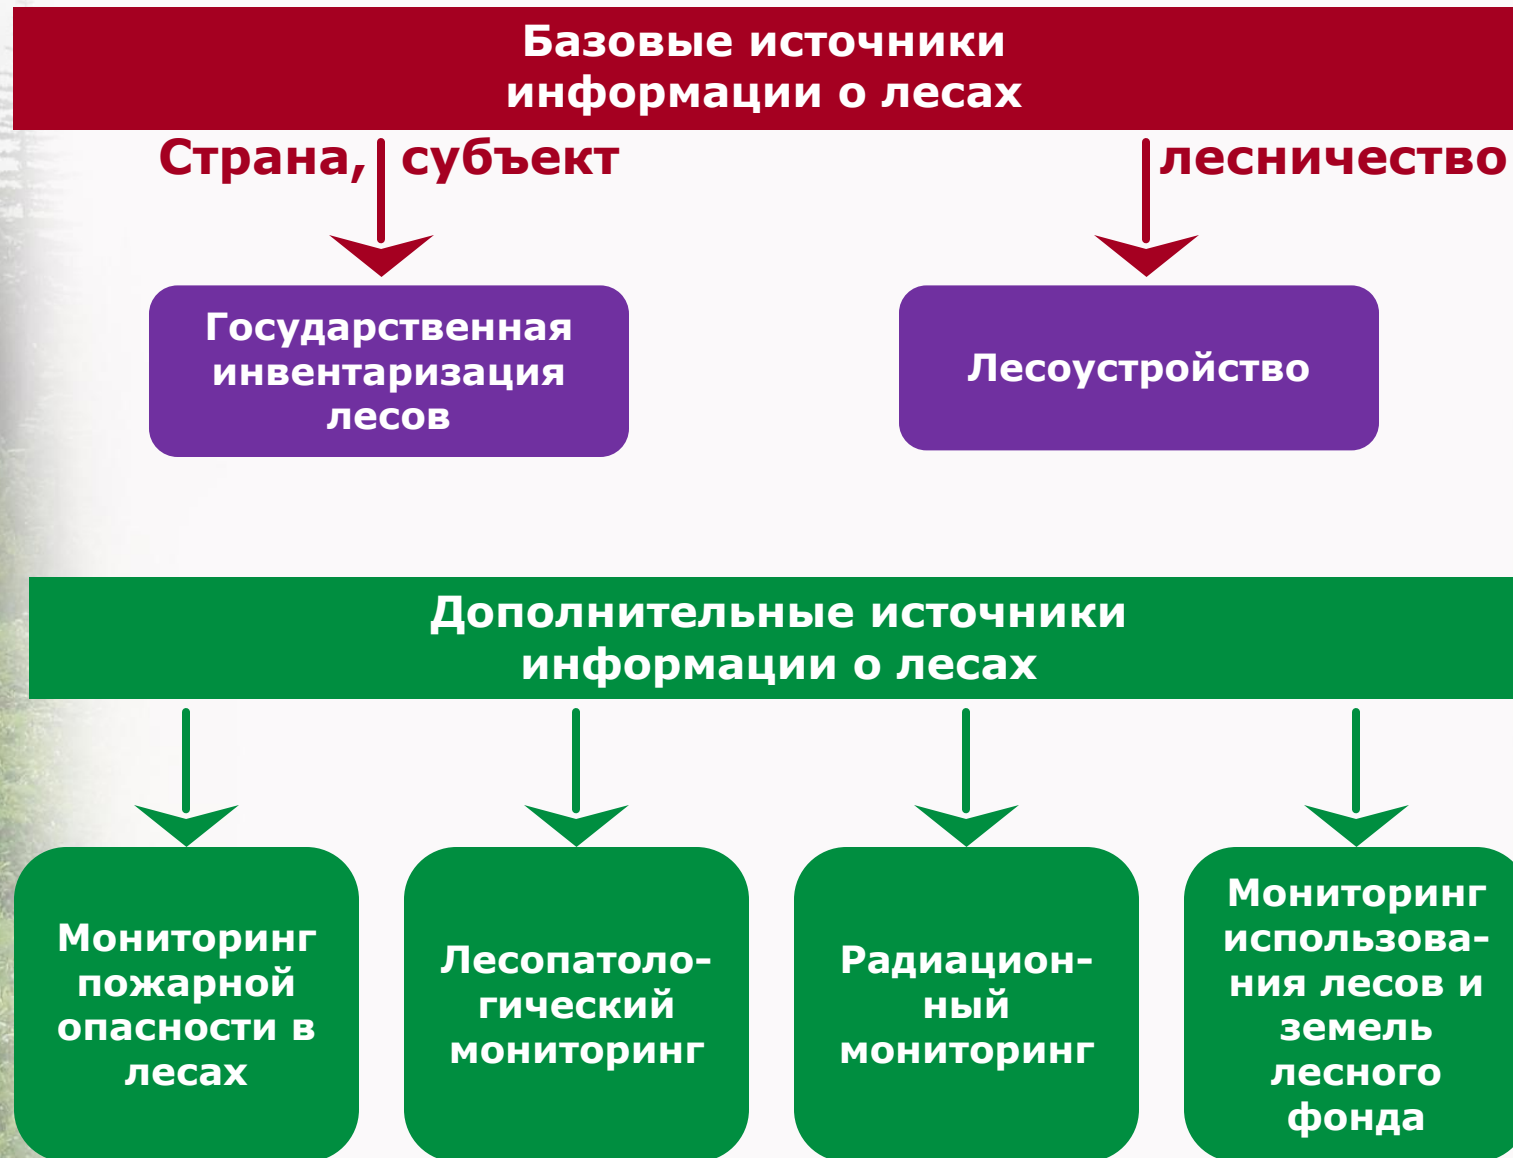 Базовые источники
информации о лесах
Страна, субъект
лесничество
Государственная
инвентаризация
лесов
Лесоустройство
Дополнительные источники
информации о лесах
Мониторинг
пожарной
опасности в
лесах
Лесопатоло-
гический
мониторинг
Радиацион-
ный
мониторинг
Мониторинг
использова-
ния лесов и
земель
лесного
фонда